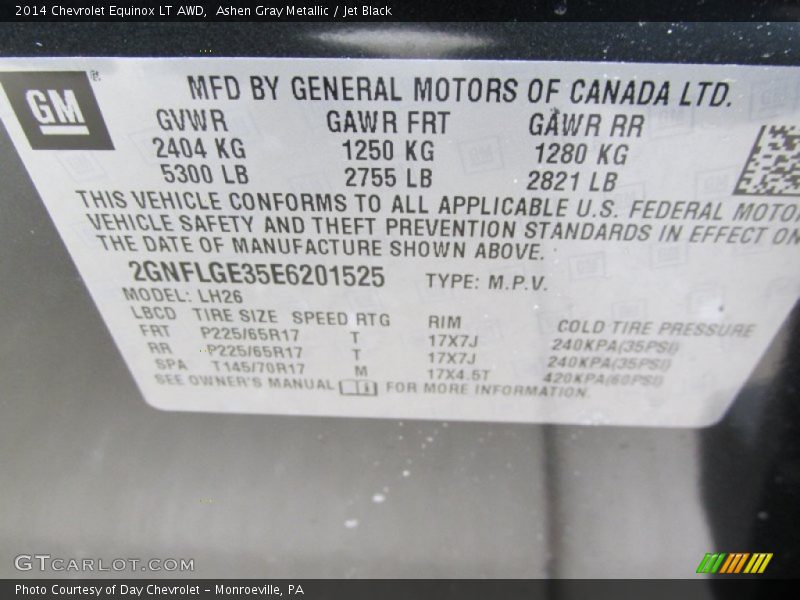 2014 Chevrolet Equinox LT AWD,  Ashen Gray Metallic / Jet Black
GM ®
MFD BY GENERAL MOTORS OF CANADA LTD.
GVWR GAWR FRT GAWR RR
2404 KG 1250 KG 1280 KG
5300 LB 2755 LB 2821 LB
THIS VEHICLE CONFORMS TO ALL APPLICABLE U.S. FEDERAL MOTO
VEHICLE SAFETY AND THEFT PREVENTION STANDARDS IN EFFECT ON
THE DATE OF MANUFACTURE SHOWN ABOVE.
2GNFLGE35E6201525 TYPE: M.P.V.
MODEL: LH26
LBCD TIRE SIZE SPEED RTG RIM COLD TIRE PRESSURE
FRT P225/65R17 T 17X7J 240KPA(35PSI)
RR P225/65R17 T 17X7J 240KPA(35PSI)
SPA T145/70R17 M 17X4.5T 420KPA(60PSI)
SEE OWNER'S MANUAL FOR MORE INFORMATION.
GTCARLOT.COM
Photo Courtesy of Day Chevrolet - Monroeville, PA